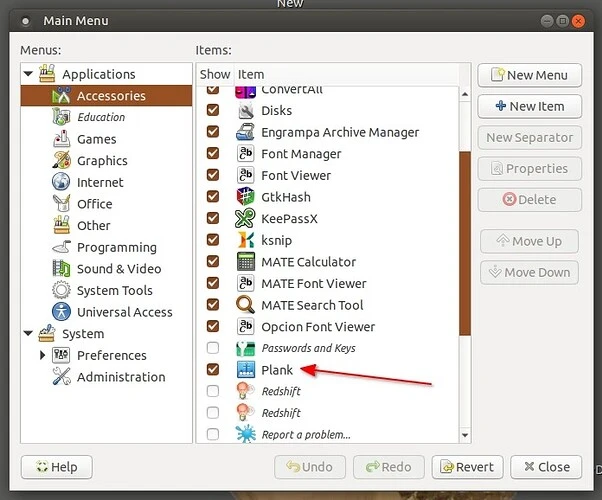 New
Main Menu
Menus:
Items:
Applications
Accessories
Education
Games
Graphics
Internet
Office
Other
Programming
Sound & Video
System Tools
Universal Access
System
Preferences
Administration
Show Item
ConvertAll
Disks
Engrampa Archive Manager
Font Manager
Font Viewer
GtkHash
KeePassX
ksnip
MATE Calculator
MATE Font Viewer
MATE Search Tool
Opcion Font Viewer
Passwords and Keys
Plank
Redshift
Redshift
Report a problem...
New Menu
New Item
New Separator
Properties
Delete
Move Up
Move Down
Help
Undo
Redo
Revert
Close
D